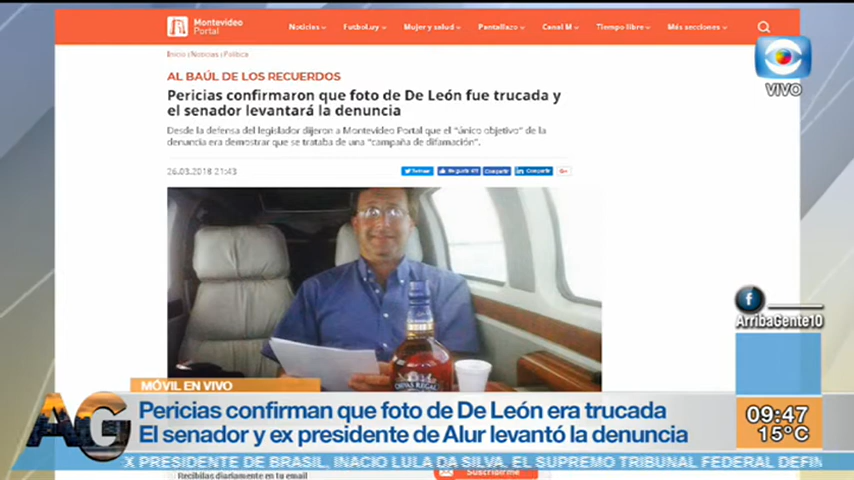 Montevideo
Portal
Noticias
Futbol.uy
Mujer y salud
Pantallazo
Canal M
Tiempo libre
Más secciones
Inicio › Noticias › Política
AL BAÚL DE LOS RECUERDOS
Pericias confirmaron que foto de De León fue trucada y
el senador levantará la denuncia
Desde la defensa del legislador dijeron a Montevideo Portal que el "único objetivo" de la
denuncia era demostrar que se trataba de una "campaña de difamación".
26.03.2018 21:43
Twittear
Compartir
Compartir
VIVO
CHIVAS REGAL
f
ArribaGente10
MÓVIL EN VIVO
AG
Pericias confirman que foto de De León era trucada
El senador y ex presidente de Alur levantó la denuncia
09:47
15°C
X PRESIDENTE DE BRASIL, INACIO LULA DA SILVA. EL SUPREMO TRIBUNAL FEDERAL DEFIN
Recibilas diariamente en tu email
Suscribirme